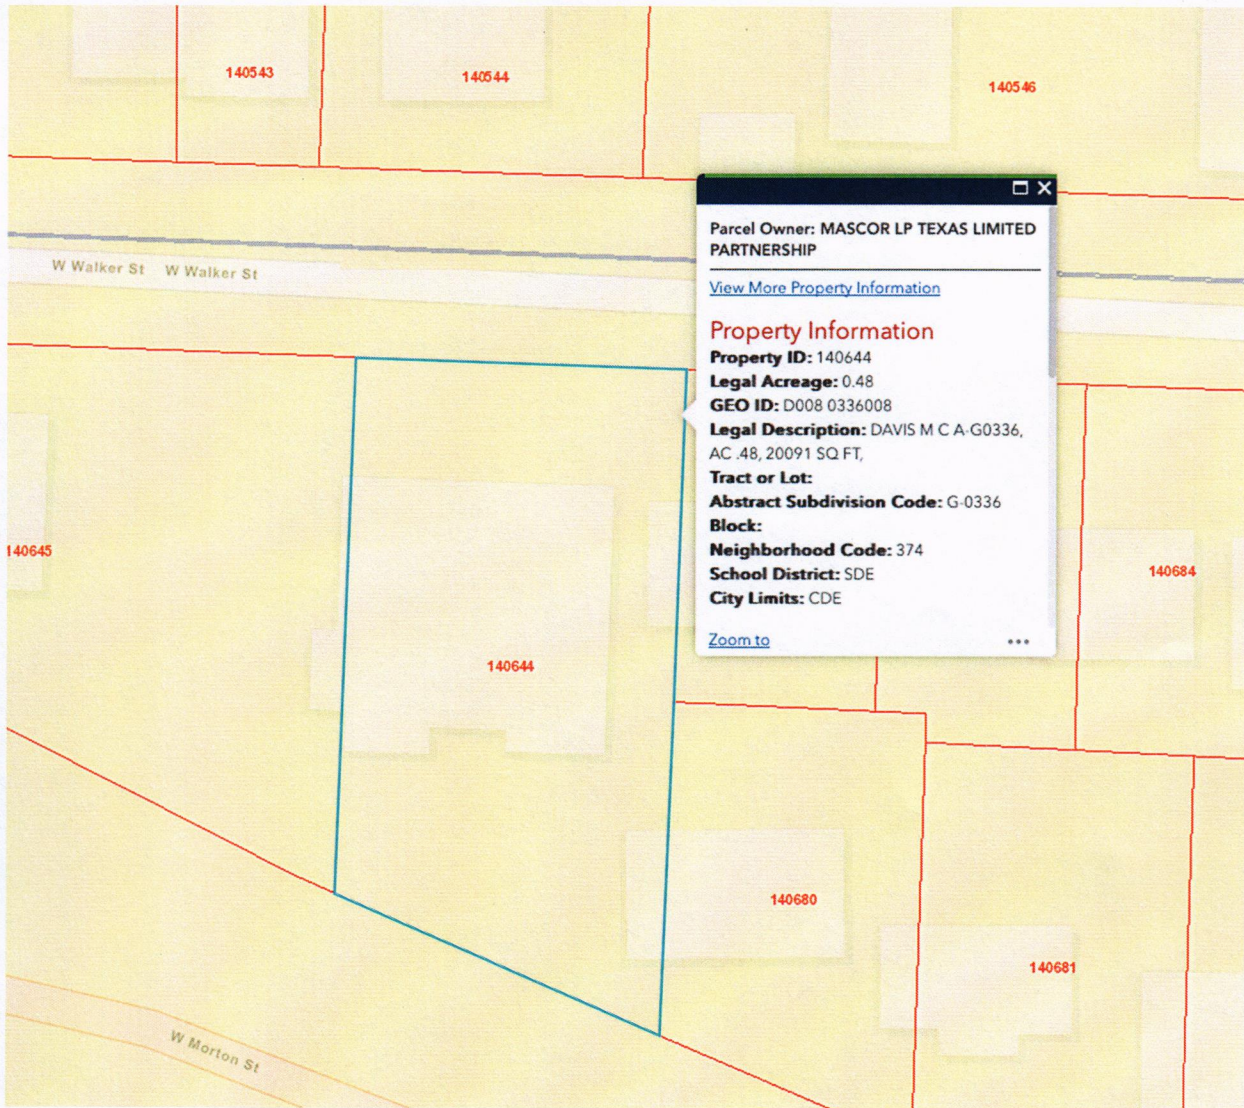 140543
140544
140546
W Walker St W Walker St
Parcel Owner: MASCOR LP TEXAS LIMITED
PARTNERSHIP
View More Property Information
Property Information
Property ID: 140644
Legal Acreage: 0.48
GEO ID: D008 0336008
Legal Description: DAVIS M C A-G0336,
AC .48, 20091 SQ FT,
Tract or Lot:
Abstract Subdivision Code: G-0336
Block:
Neighborhood Code: 374
School District: SDE
City Limits: CDE
Zoom to
140645
140684
140644
140680
140681
W Morton St